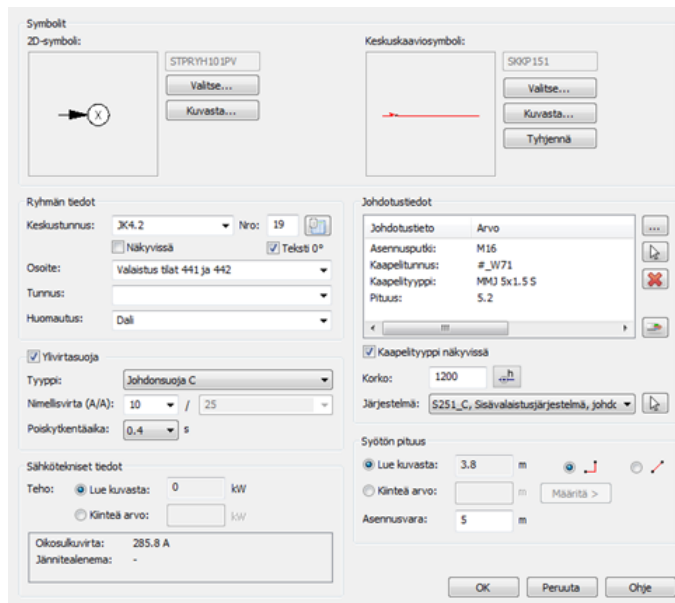 Symbolit
2D-symboli:
STPRYH101PV
Valitse...
Kuvasta...
X
Keskuskaaviosymboli:
SKKP151
Valitse...
Kuvasta...
Tyhjennä
Ryhmän tiedot
Keskustunnus: JK4.2 Nro: 19
Näkyvissä Teksti 0°
Osoite: Valaistus tilat 441 ja 442
Tunnus:
Huomautus: Dali
Ylivirtasuoja
Tyyppi: Johdonsuoja C
Nimellisvirta (A/A): 10 / 25
Poiskytkentäaika: 0.4 s
Sähkötekniset tiedot
Teho: Lue kuvasta: 0 kW
Kiinteä arvo: kW
Oikosulkuvirta: 285.8 A
Jännitealenema: -
Johdotustiedot
Johdotustieto Arvo
Asennusputki: M16
Kaapelitunnus: #_W71
Kaapelityyppi: MMJ 5x1.5 S
Pituus: 5.2
...
Kaapelityyppi näkyvissä
Korko: 1200 h
Järjestelmä: S251_C, Sisävalaistusjärjestelmä, johdc
Syötön pituus
Lue kuvasta: 3.8 m
Kiinteä arvo: m Määritä >
Asennusvara: 5 m
OK Peruuta Ohje